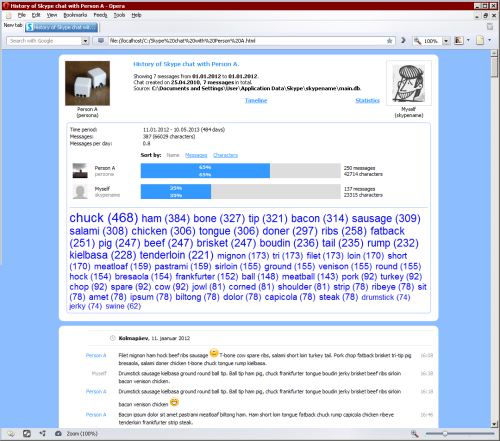 History of Skype chat with Person A - Opera
File Edit View Bookmarks Feeds Tools Help
New tab
History of Skype chat wit...
Search with Google
file://localhost/C:/Skype%20chat%20with%20Person%20A.html
100%
History of Skype chat with Person A.
Showing 7 messages from 01.01.2012 to 01.01.2012.
Chat created on 25.04.2010, 7 messages in total.
Source: C:\Documents and Settings\User\Application Data\Skype\skypename\main.db.
Timeline
Statistics
Person A
(persona)
Myself
(skypename)
Time period: 11.01.2012 - 10.05.2013 (484 days)
Messages: 387 (66029 characters)
Messages per day: 0.8
Sort by: Name Messages Characters
Person A
persona
65%
65%
250 messages
42714 characters
Myself
skypename
35%
35%
137 messages
23315 characters
chuck (468) ham (384) bone (327) tip (321) bacon (314) sausage (309)
salami (308) chicken (306) tongue (306) doner (297) ribs (258) fatback
(251) pig (247) beef (247) brisket (247) boudin (236) tail (235) rump (232)
kielbasa (228) tenderloin (221) mignon (173) tri (173) filet (173) loin (170) short
(170) meatloaf (159) pastrami (159) sirloin (155) ground (155) venison (155) round (155)
hock (154) bresaola (154) frankfurter (152) ball (148) meatball (143) pork (92) turkey (92)
chop (92) spare (92) cow (92) jowl (81) corned (81) shoulder (81) strip (78) ribeye (78) sit
(78) amet (78) ipsum (78) biltong (78) dolor (78) capicola (78) steak (78) drumstick (74)
jerky (74) swine (62)
Kolmapäev, 11. jaanuar 2012
Person A Filet mignon ham hock beef ribs sausage T-bone cow spare ribs, salami short loin turkey tail. Pork chop fatback brisket tri-tip pig 16:03
bresaola, salami doner chicken t-bone chuck tongue rump kielbasa.
Myself Drumstick sausage kielbasa ground round ball tip. Ball tip ham pig, chuck frankfurter tongue boudin jerky brisket beef ribs sirloin
bacon venison chicken.
Person A Drumstick sausage kielbasa ground round ball tip. Ball tip ham pig, chuck frankfurter tongue boudin jerky brisket beef ribs sirloin
bacon venison chicken
Person A Bacon ipsum dolor sit amet pastrami meatloaf biltong ham. Ham short loin tongue fatback chuck rump capicola chicken ribeye 16:46
tenderloin frankfurter strip steak.
Zoom (100%)
100%